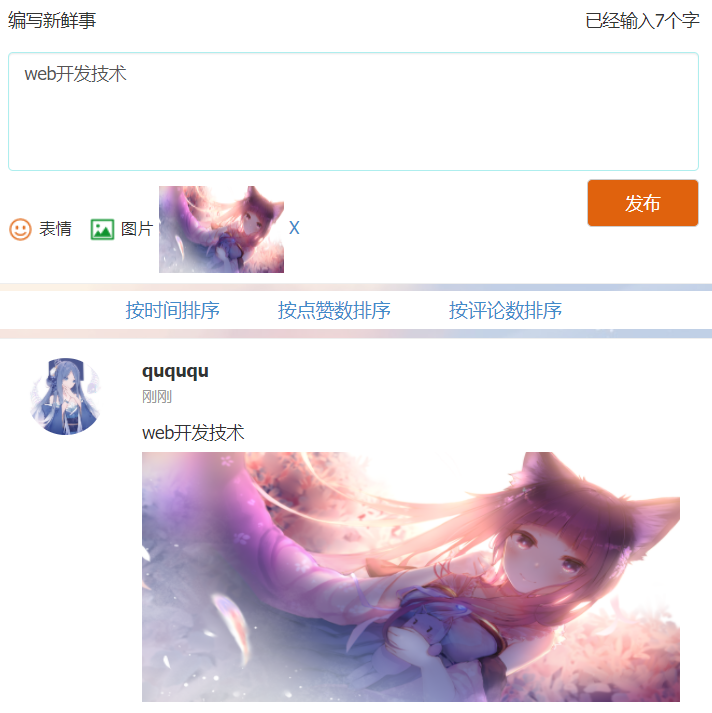 编写新鲜事 已经输入7个字
web开发技术
表情 图片 X 发布
按时间排序 按点赞数排序 按评论数排序
quququ
刚刚
web开发技术